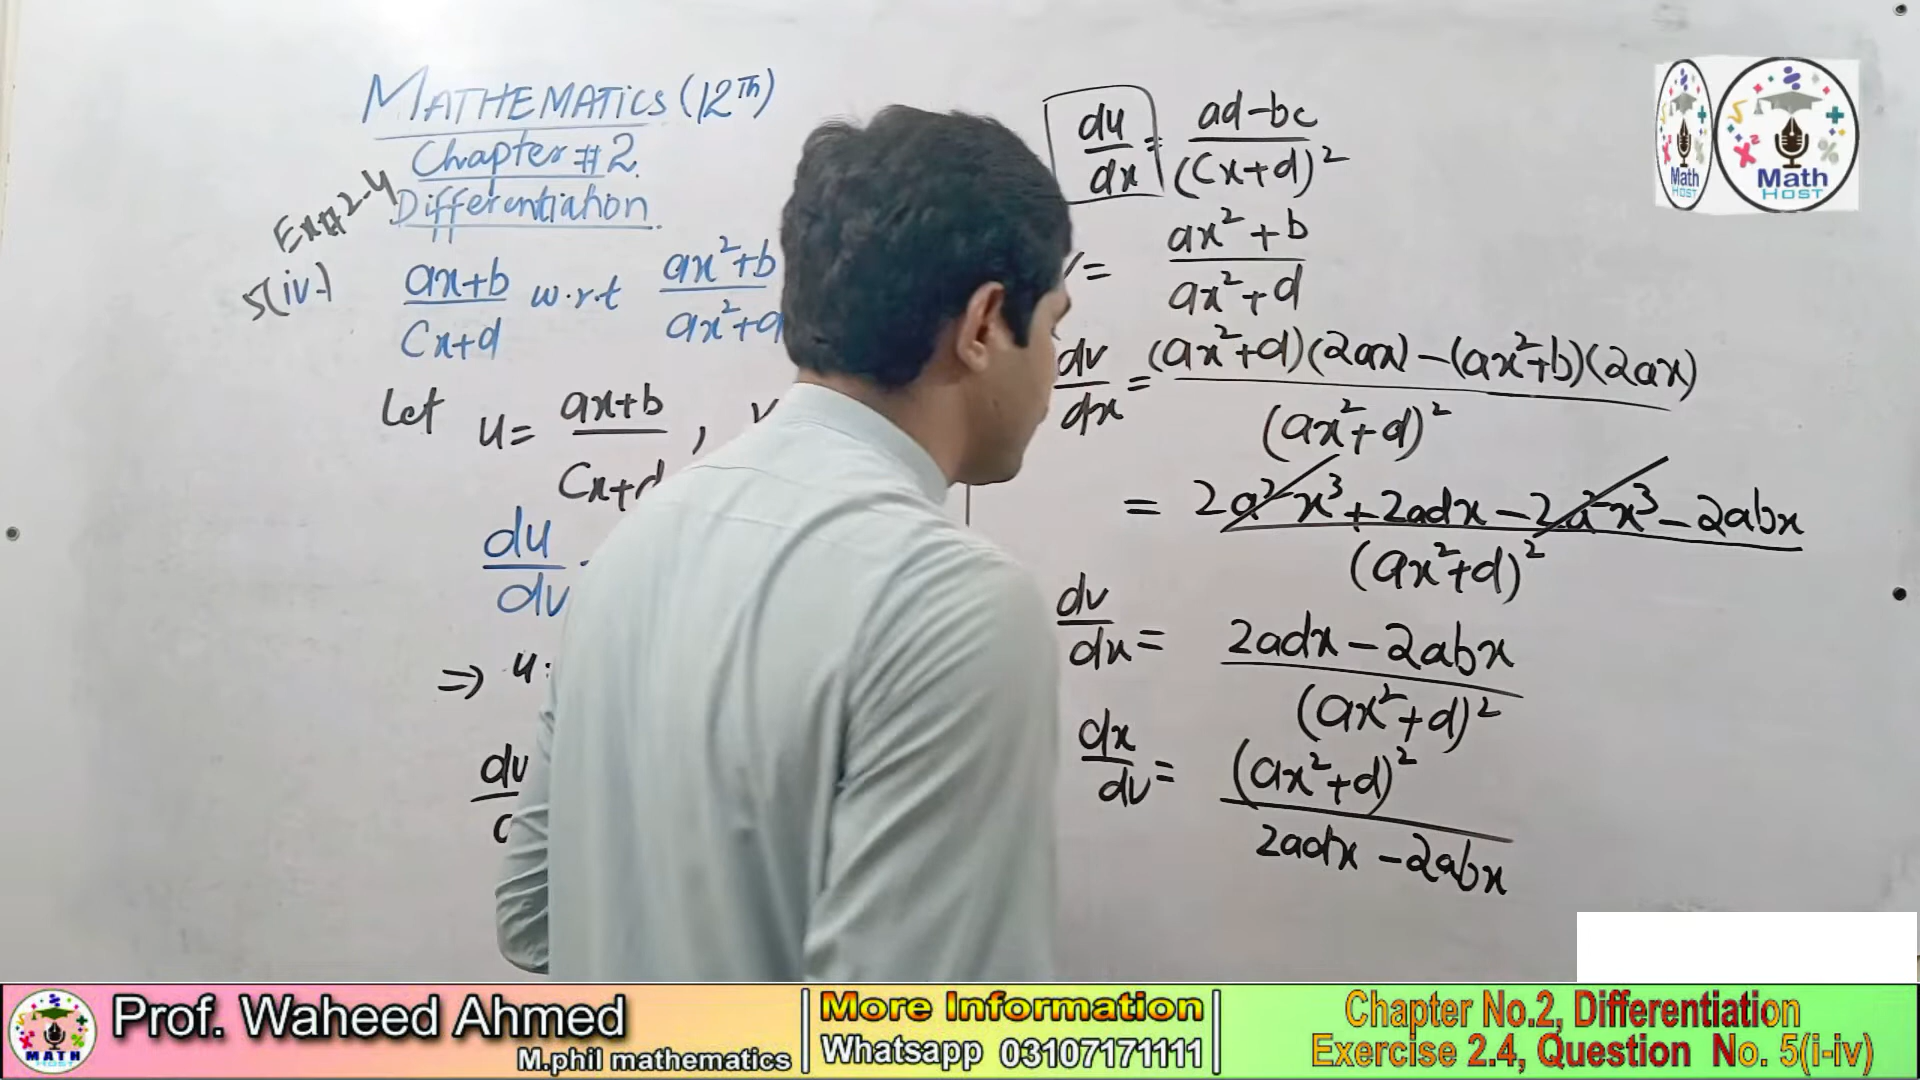 MATHEMATICS (12Th)
Chapter # 2
Differentiation
Ex# 2-4
5(iv-) ax+b / Cx+d w.r.t ax²+b / ax²+d
Let u = ax+b / Cx+d ,
du/dv
⇒ u
du/dx = ad-bc / (Cx+d)²
= ax²+b / ax²+d
dv/dx = (ax²+d)(2ax) - (ax²+b)(2ax) / (ax²+d)²
= 2a²x³ + 2adx - 2a²x³ - 2abx / (ax²+d)²
dv/dx = 2adx - 2abx / (ax²+d)²
dx/dv = (ax²+d)² / 2adx - 2abx
Math
HOST
Math
HOST
MATH
HOST
Prof. Waheed Ahmed
M.phil mathematics
More Information
Whatsapp 03107171111
Chapter No.2, Differentiation
Exercise 2.4, Question No. 5(i-iv)